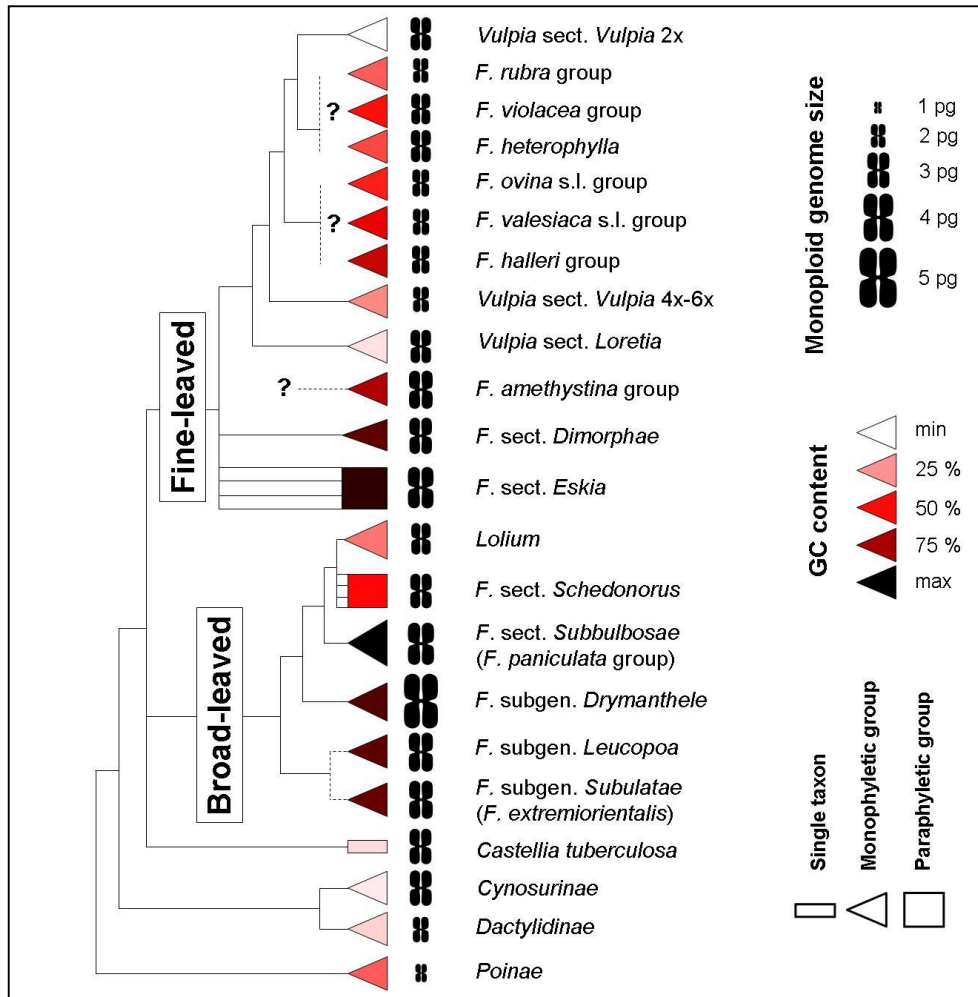 Vulpia sect. Vulpia 2x
F. rubra group
? F. violacea group
F. heterophylla
F. ovina s.l. group
? F. valesiaca s.l. group
F. halleri group
Vulpia sect. Vulpia 4x-6x
Vulpia sect. Loretia
? F. amethystina group
F. sect. Dimorphae
F. sect. Eskia
Lolium
F. sect. Schedonorus
F. sect. Subbulbosae
(F. paniculata group)
F. subgen. Drymanthele
F. subgen. Leucopoa
F. subgen. Subulatae
(F. extremiorientalis)
Castellia tuberculosa
Cynosurinae
Dactylidinae
Poinae
Fine-leaved
Broad-leaved
Monoploid genome size
1 pg
2 pg
3 pg
4 pg
5 pg
GC content
min
25 %
50 %
75 %
max
Single taxon
Monophyletic group
Paraphyletic group